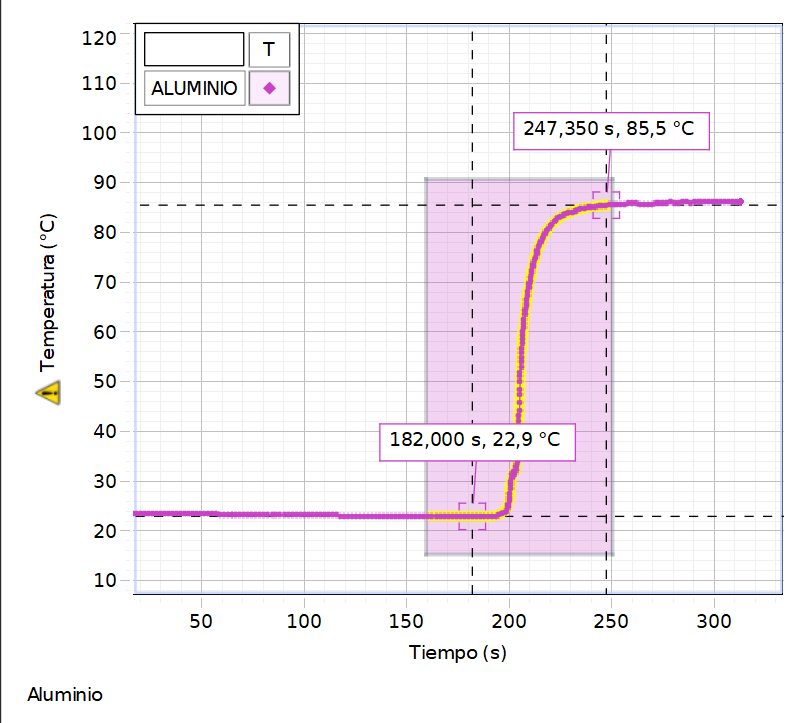 T
ALUMINIO
120
110
100
90
80
70
60
50
40
30
20
10
Temperatura (°C)
247,350 s, 85,5 °C
182,000 s, 22,9 °C
50 100 150 200 250 300
Tiempo (s)
Aluminio